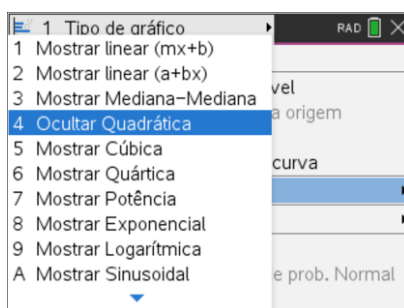 1 Tipo de gráfico
RAD
1 Mostrar linear (mx+b)
2 Mostrar linear (a+bx)
3 Mostrar Mediana-Mediana
4 Ocultar Quadrática
5 Mostrar Cúbica
6 Mostrar Quártica
7 Mostrar Potência
8 Mostrar Exponencial
9 Mostrar Logarítmica
A Mostrar Sinusoidal
vel
a origem
curva
e prob. Normal